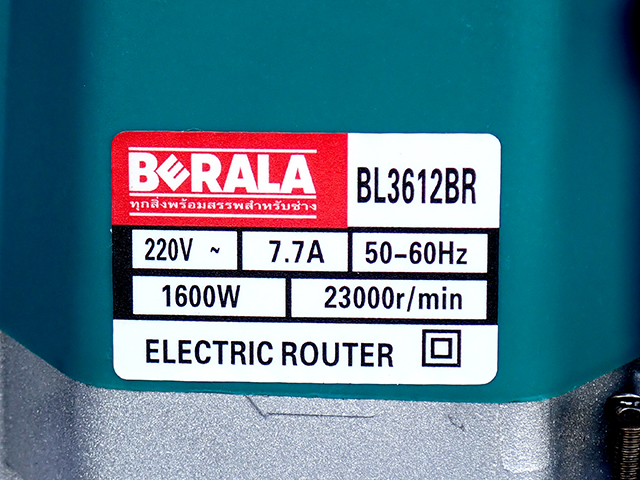 BERALA
ทุกสิ่งพร้อมสรรพสำหรับช่าง
BL3612BR
220V ~ 7.7A 50-60Hz
1600W 23000r/min
ELECTRIC ROUTER